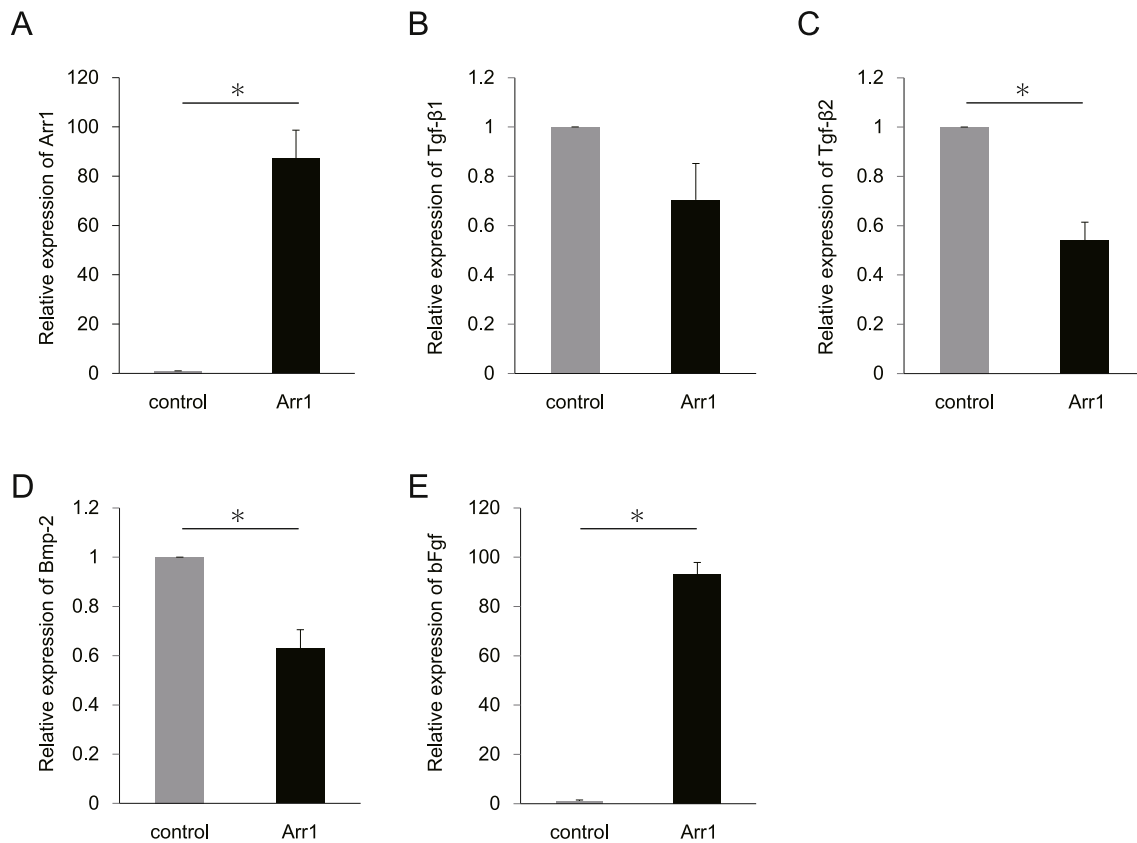 A
Relative expression of Arr1
120
100
80
60
40
20
0
*
control
Arr1
B
Relative expression of Tgf-β1
1.2
1
0.8
0.6
0.4
0.2
0
control
Arr1
C
Relative expression of Tgf-β2
1.2
1
0.8
0.6
0.4
0.2
0
*
control
Arr1
D
Relative expression of Bmp-2
1.2
1
0.8
0.6
0.4
0.2
0
*
control
Arr1
E
Relative expression of bFgf
120
100
80
60
40
20
0
*
control
Arr1